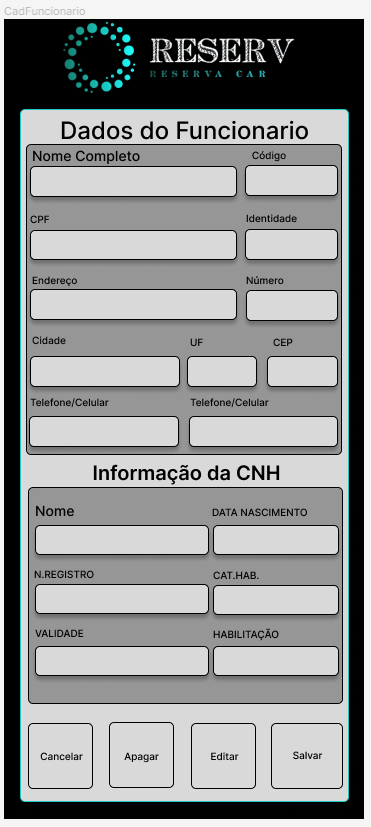 CadFuncionario
RESERV
RESERVA CAR
Dados do Funcionario
Nome Completo Código
CPF Identidade
Endereço Número
Cidade UF CEP
Telefone/Celular Telefone/Celular
Informação da CNH
Nome DATA NASCIMENTO
N.REGISTRO CAT.HAB.
VALIDADE HABILITAÇÃO
Cancelar Apagar Editar Salvar